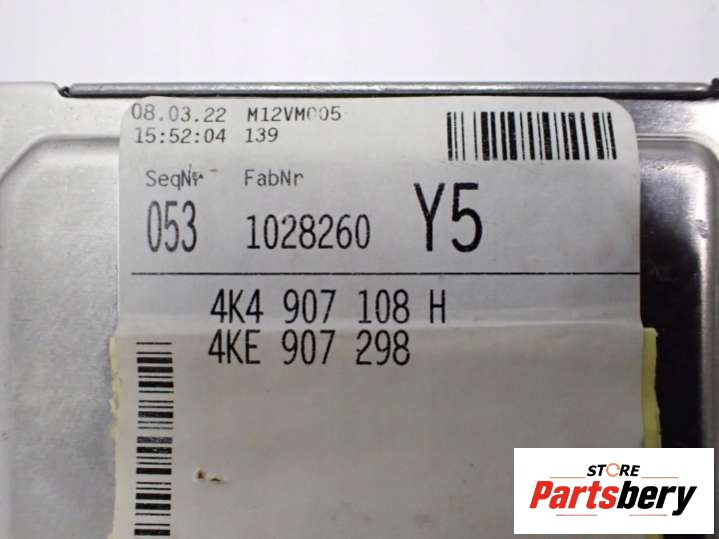 08.03.22 M12VM005
15:52:04 139
SeqNr FabNr
053 1028260 Y5
4K4 907 108 H
4KE 907 298
STORE
Partsbery